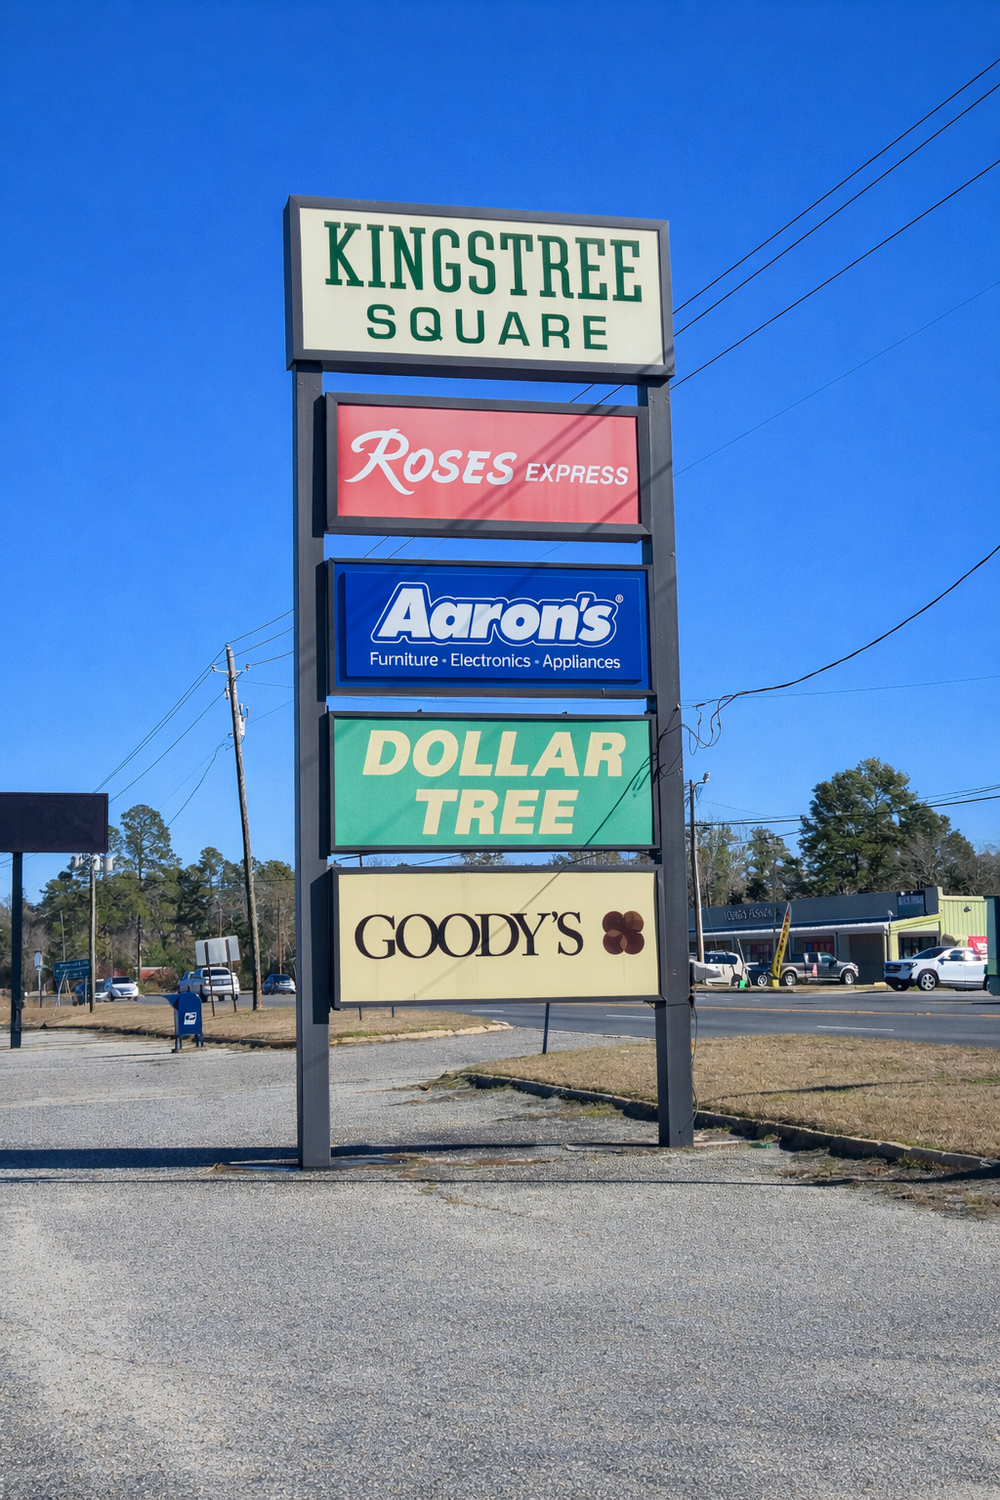 KINGSTREE
SQUARE
ROSES EXPRESS
Aaron's®
Furniture • Electronics • Appliances
DOLLAR
TREE
GOODY'S